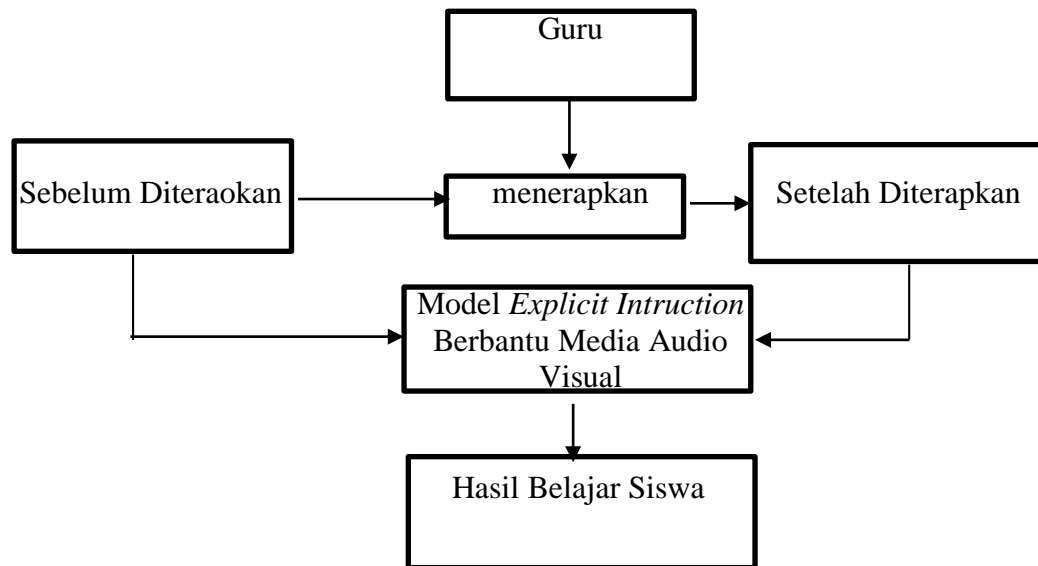 Guru
Sebelum Diteraokan
menerapkan
Setelah Diterapkan
Model Explicit Intruction
Berbantu Media Audio
Visual
Hasil Belajar Siswa